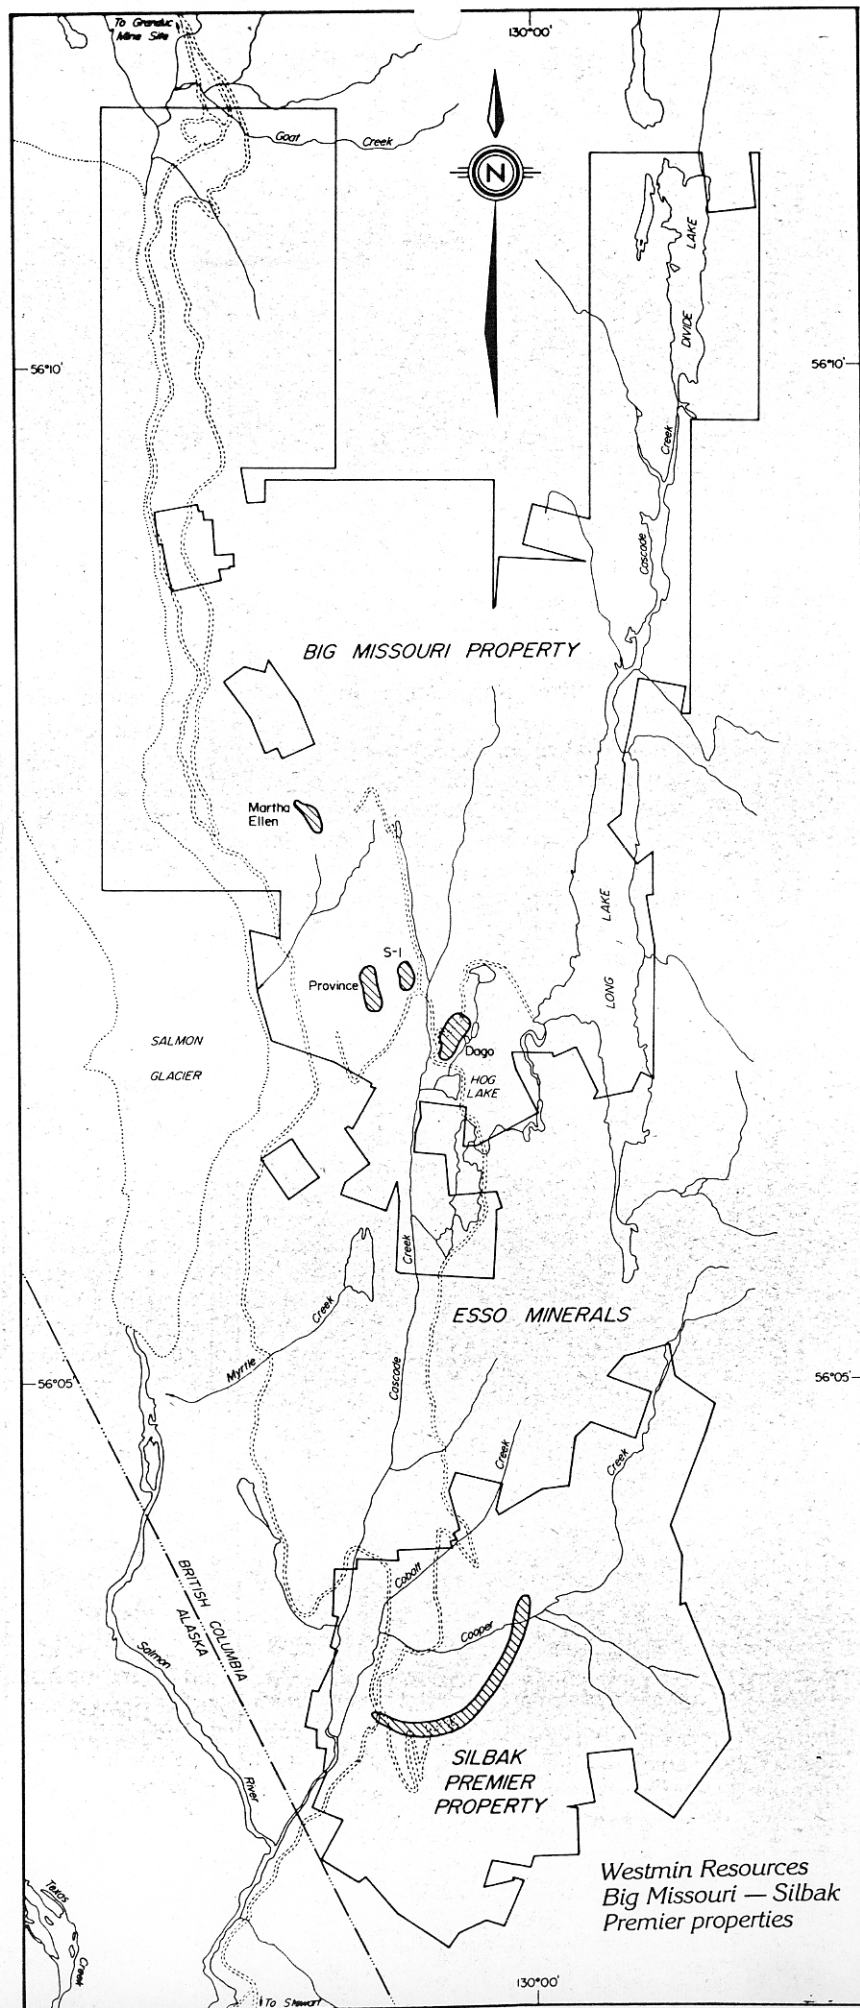 To Granduc
Mine Site
130°00'
Goat Creek
N
DIVIDE LAKE
56°10'
56°10'
Creek
Cascade
BIG MISSOURI PROPERTY
Martha
Ellen
LONG LAKE
S-1
Province
Dago
HOG
LAKE
SALMON
GLACIER
Creek
Cascade
ESSO MINERALS
Myrtle Creek
56°05'
56°05'
Creek
Cobalt
Creek
Cooper
BRITISH COLUMBIA
ALASKA
Salmon
River
SILBAK
PREMIER
PROPERTY
Westmin Resources
Big Missouri — Silbak
Premier properties
Texas
Creek
130°00'
To Stewart